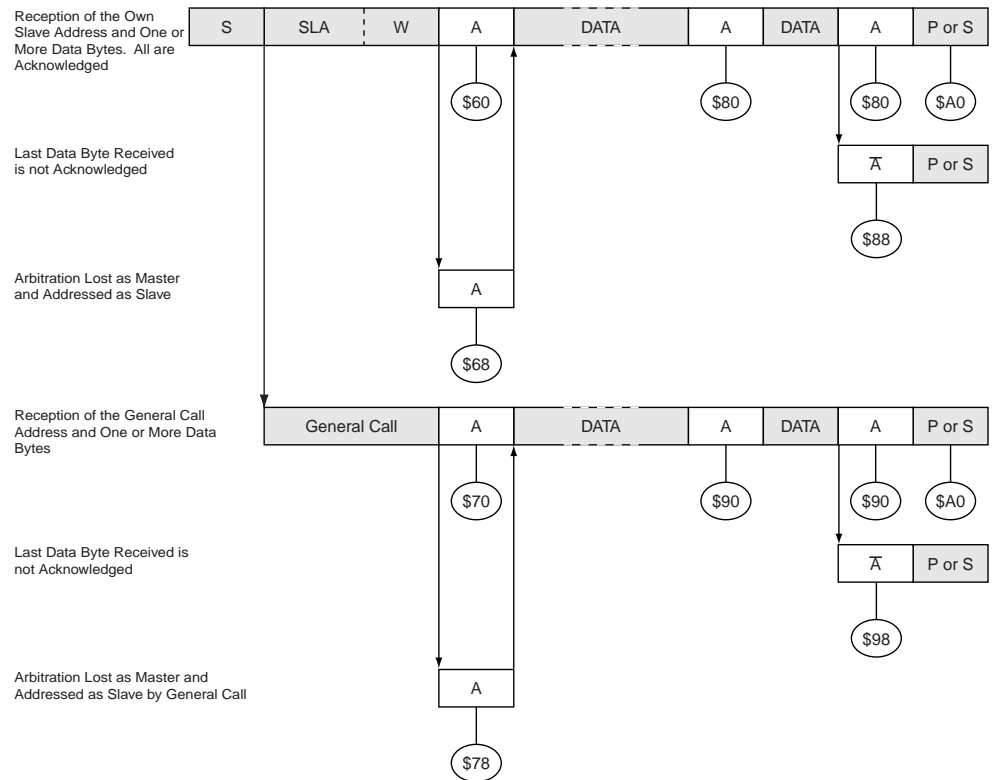 Reception of the Own
Slave Address and One or
More Data Bytes. All are
Acknowledged
S SLA W A DATA A DATA A P or S
$60 $80 $80 $A0
Last Data Byte Received
is not Acknowledged
A̅ P or S
$88
Arbitration Lost as Master
and Addressed as Slave
A
$68
Reception of the General Call
Address and One or More Data
Bytes
General Call A DATA A DATA A P or S
$70 $90 $90 $A0
Last Data Byte Received is
not Acknowledged
A̅ P or S
$98
Arbitration Lost as Master and
Addressed as Slave by General Call
A
$78